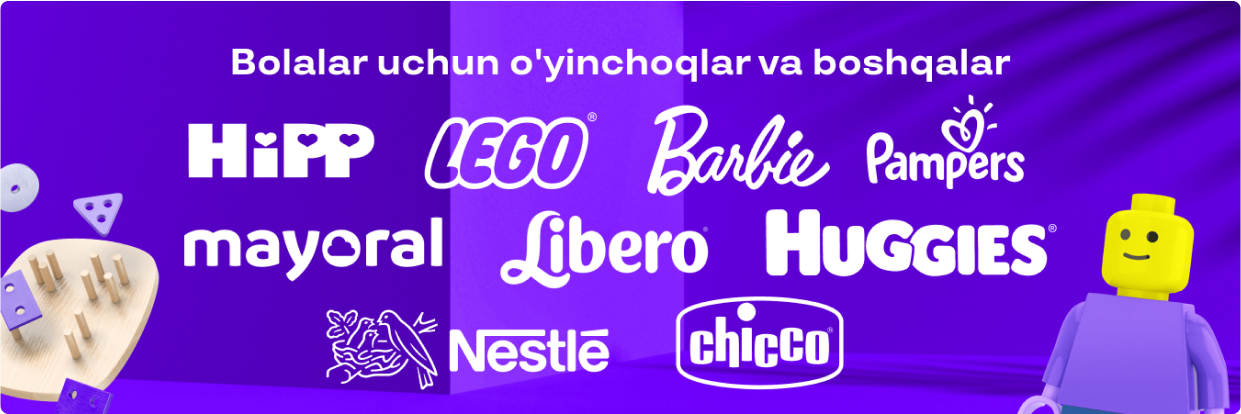 Bolalar uchun o'yinchoqlar va boshqalar
HiPP LEGO® Barbie Pampers
mayoral Libero® HUGGIES®
Nestlé chicco®